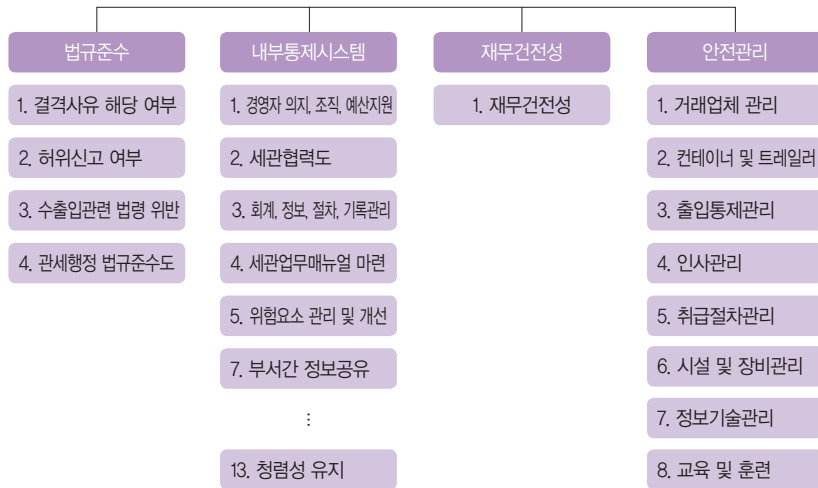 법규준수
1. 결격사유 해당 여부
2. 허위신고 여부
3. 수출입관련 법령 위반
4. 관세행정 법규준수도
내부통제시스템
1. 경영자 의지, 조직, 예산지원
2. 세관협력도
3. 회계, 정보, 절차, 기록관리
4. 세관업무매뉴얼 마련
5. 위험요소 관리 및 개선
7. 부서간 정보공유
⋮
13. 청렴성 유지
재무건전성
1. 재무건전성
안전관리
1. 거래업체 관리
2. 컨테이너 및 트레일러
3. 출입통제관리
4. 인사관리
5. 취급절차관리
6. 시설 및 장비관리
7. 정보기술관리
8. 교육 및 훈련